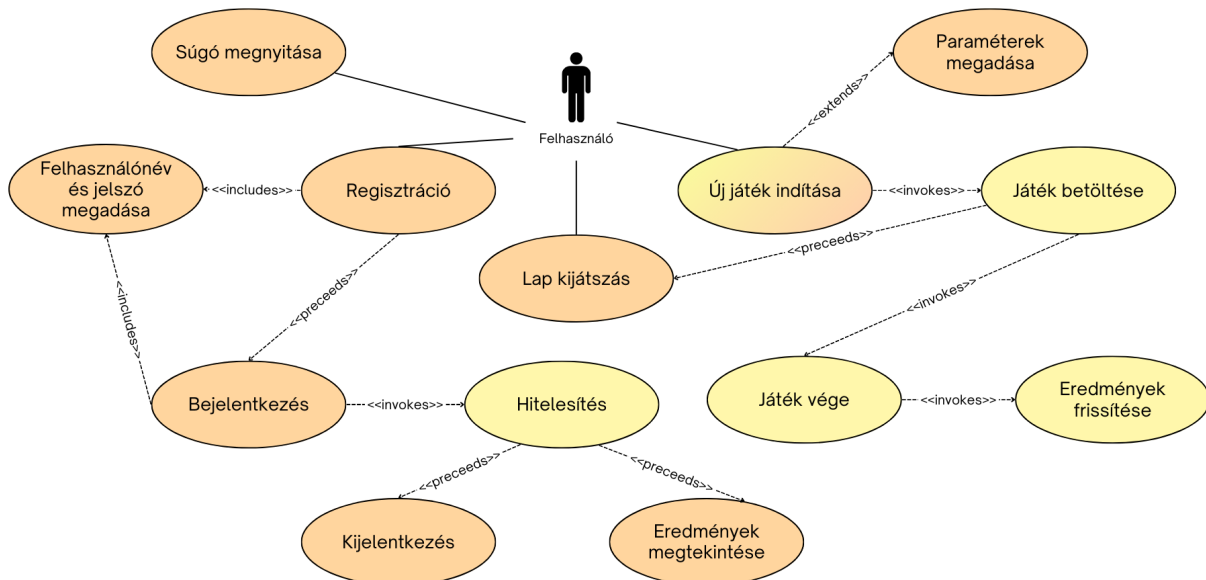 Súgó megnyitása
Paraméterek
megadása
<<extends>>
Felhasználó
Felhasználónév
és jelszó
megadása
<<includes>>
Regisztráció
Új játék indítása
<<invokes>>
Játék betöltése
<<preceeds>>
Lap kijátszás
<<includes>>
<<preceeds>>
<<invokes>>
Bejelentkezés
<<invokes>>
Hitelesítés
Játék vége
<<invokes>>
Eredmények
frissítése
<<preceeds>>
<<preceeds>>
Kijelentkezés
Eredmények
megtekintése